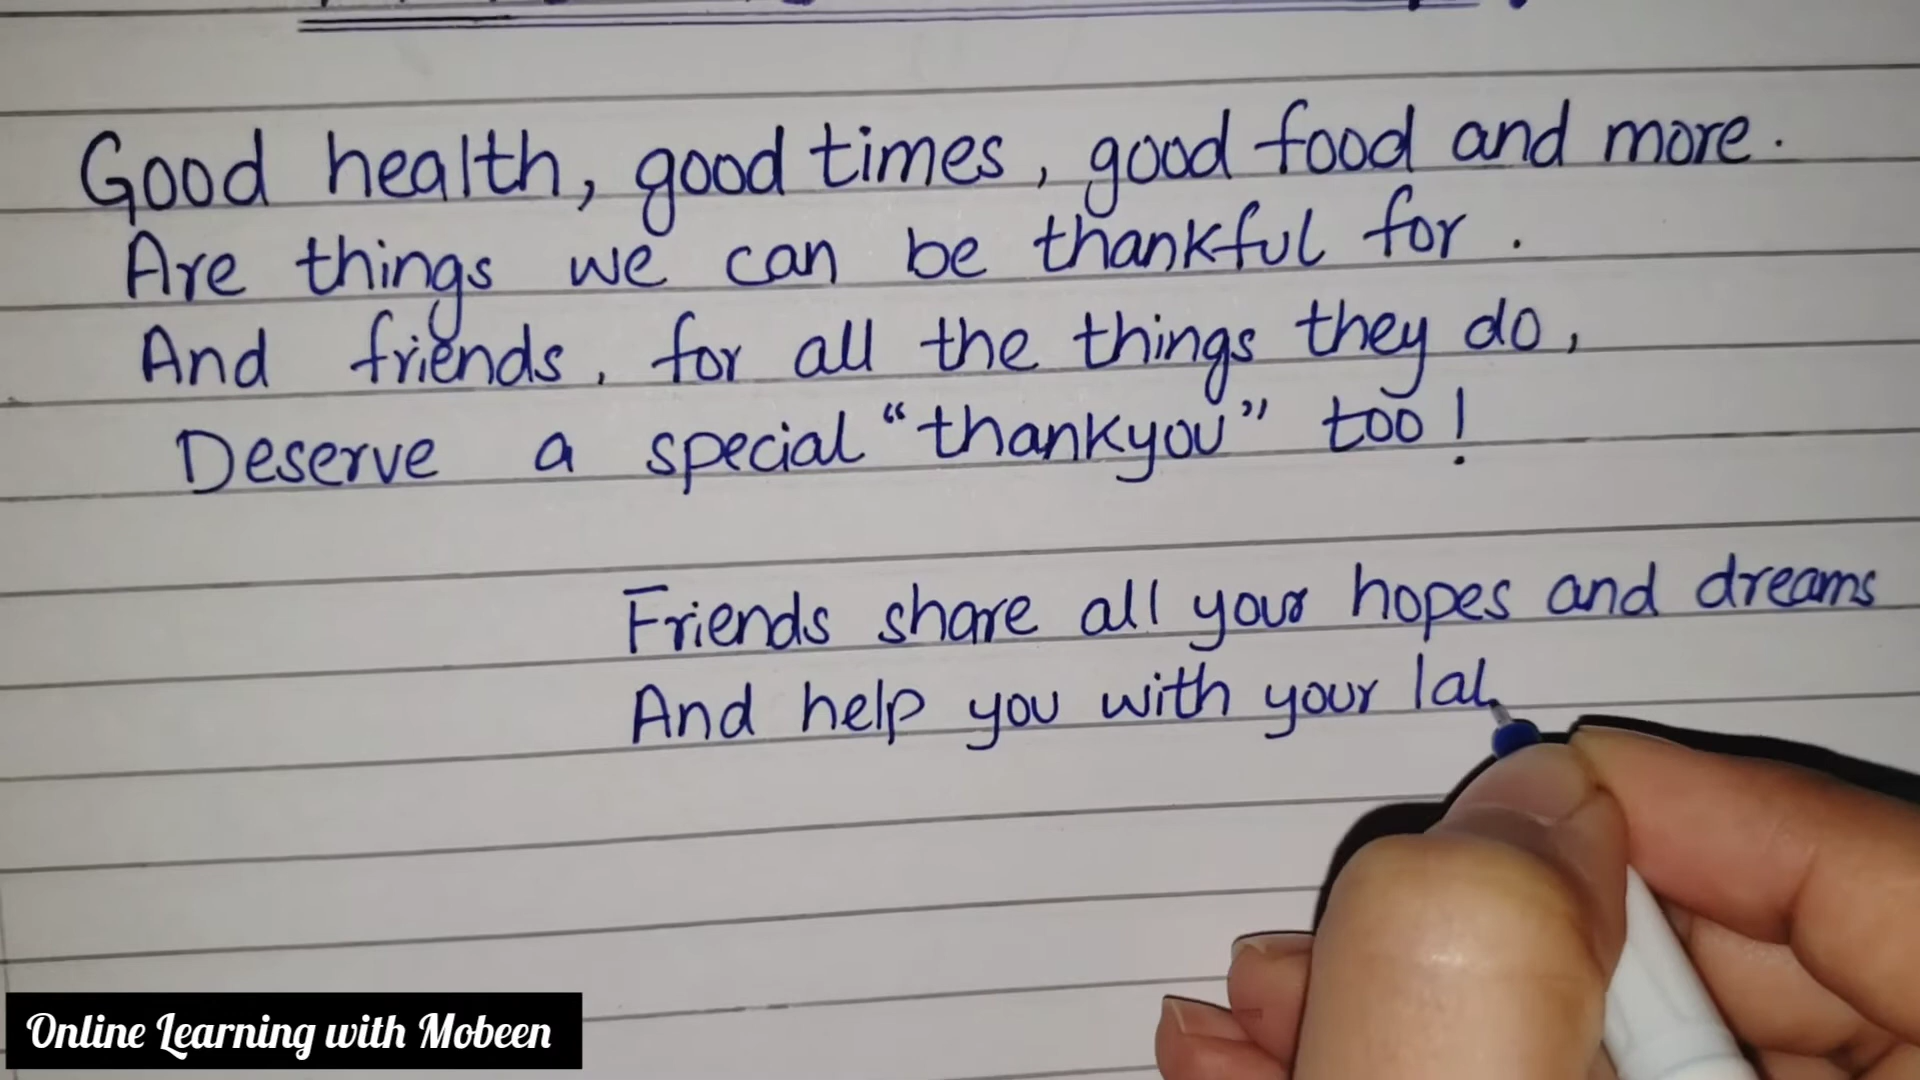 Good health, good times, good food and more.
Are things we can be thankful for.
And friends, for all the things they do,
Deserve a special "thankyou" too!
Friends share all your hopes and dreams
And help you with your
Online Learning with Mobeen